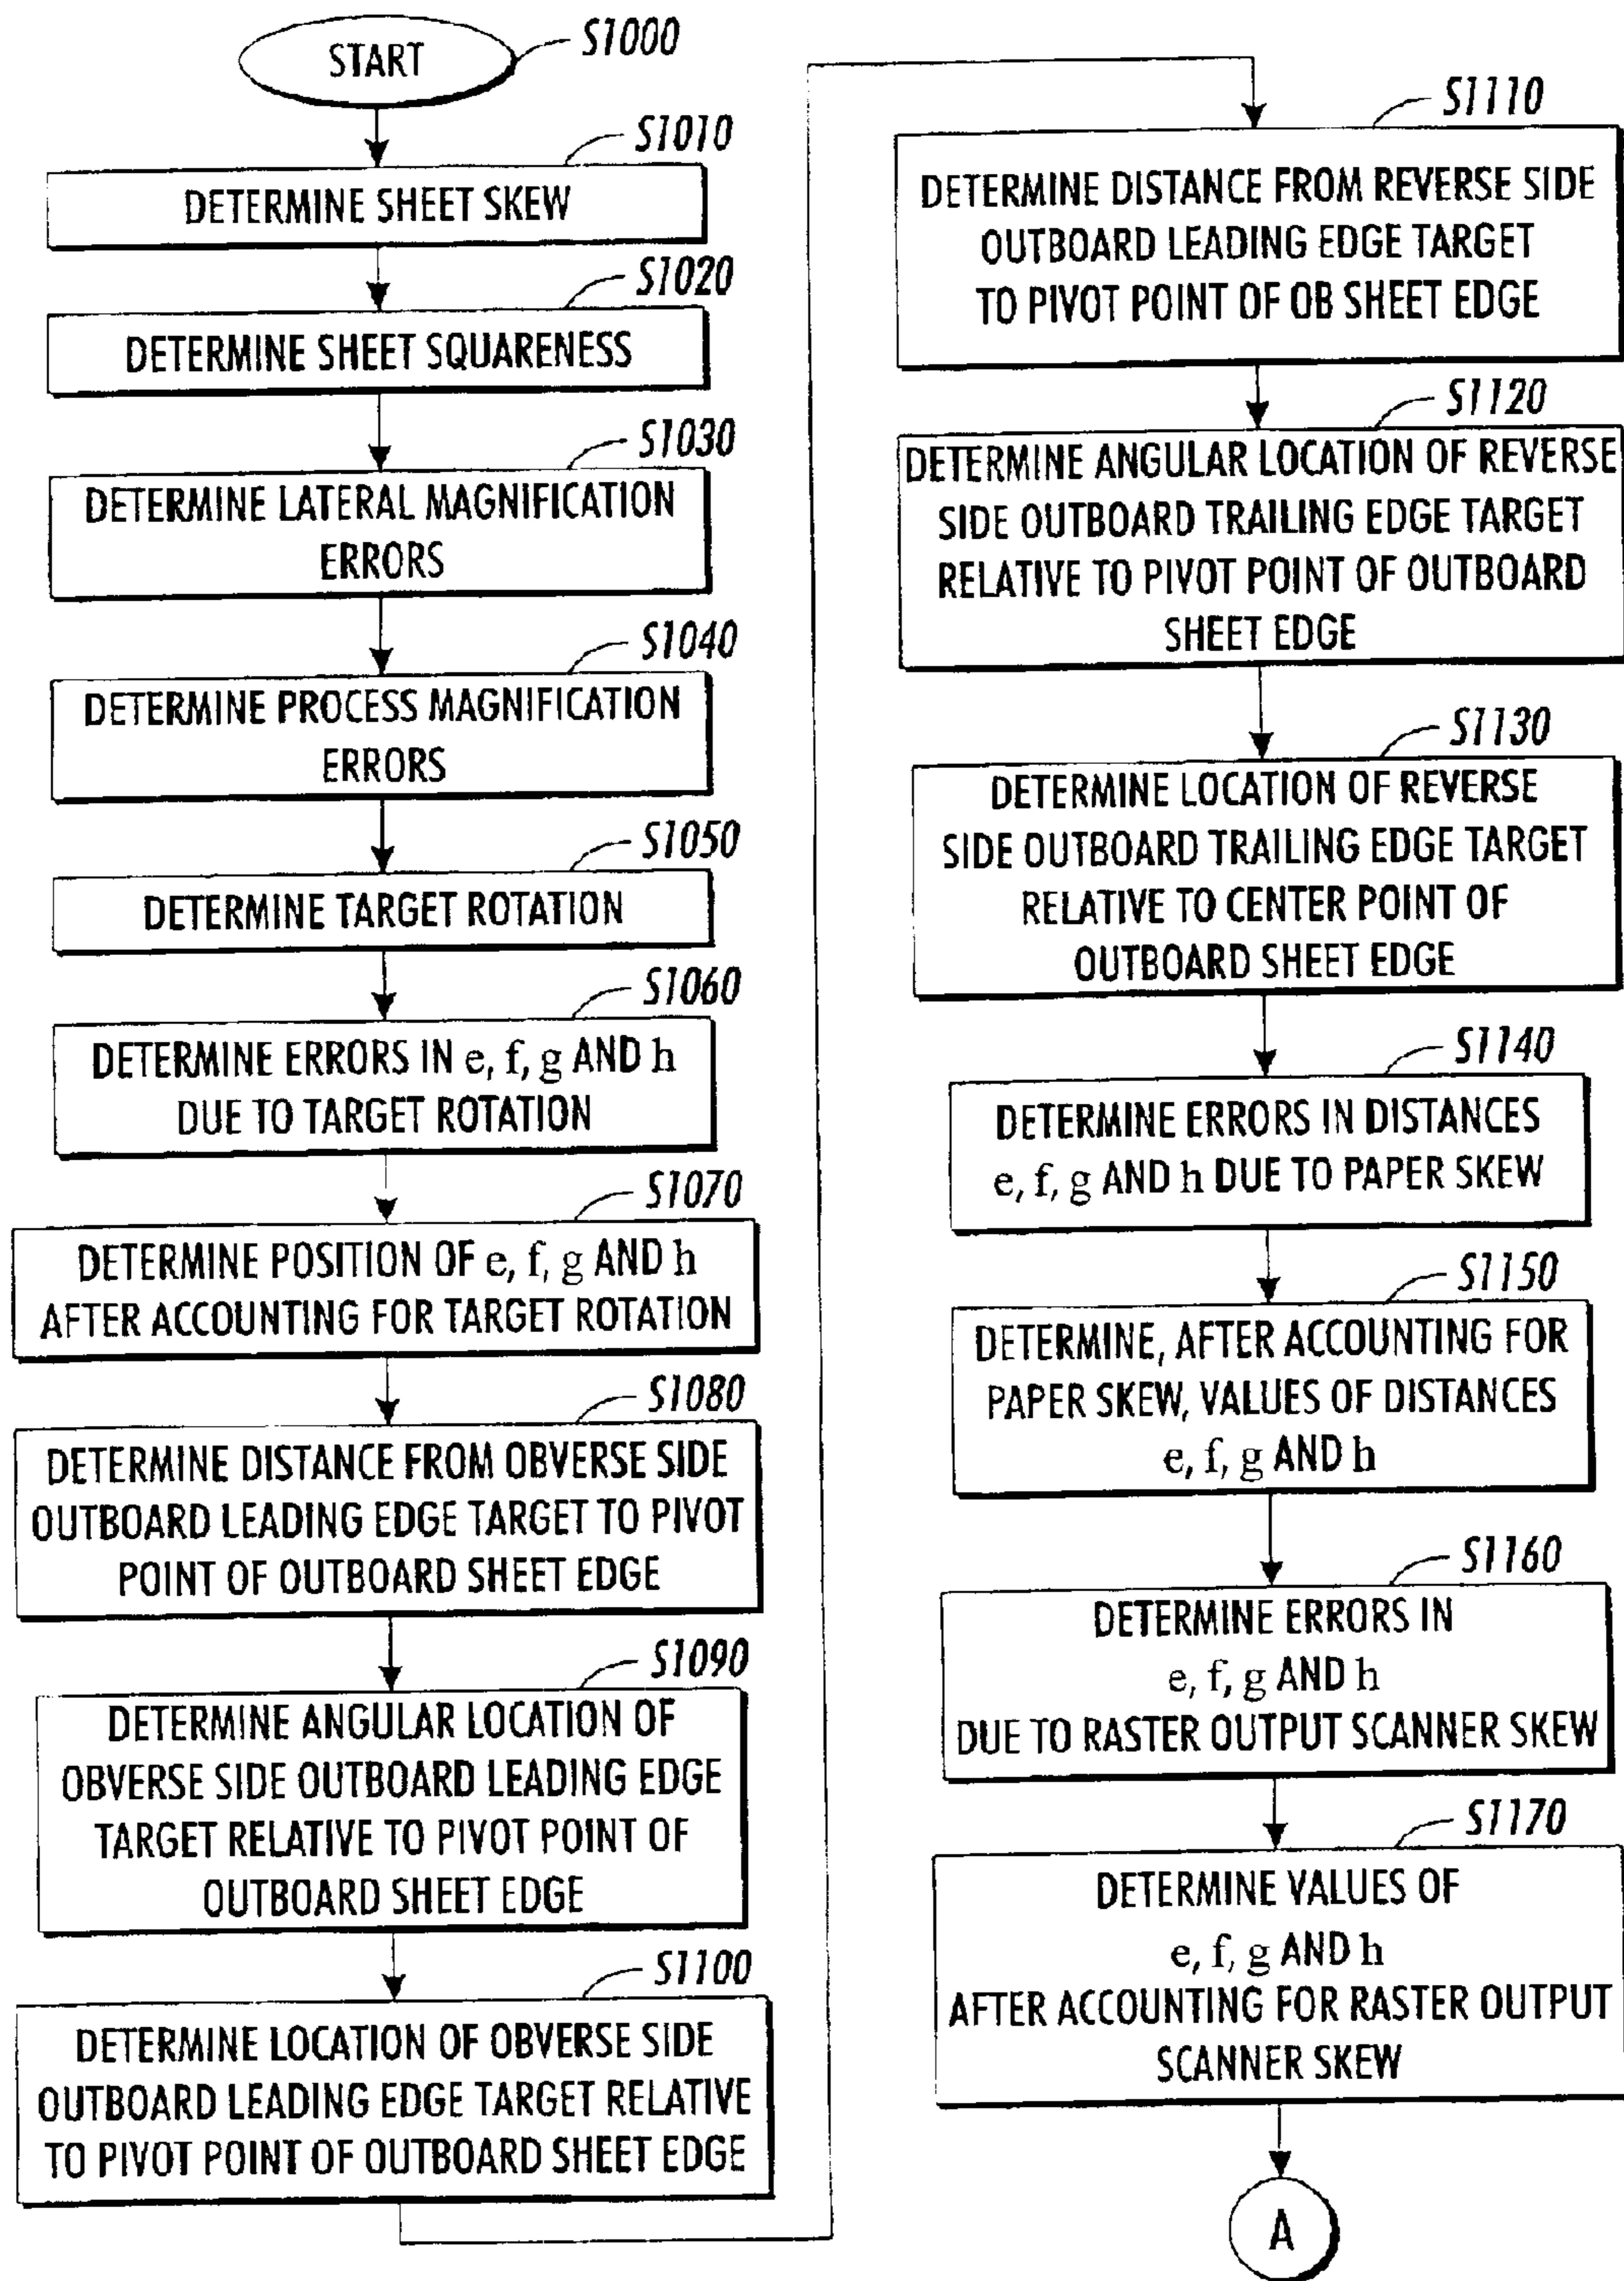 START
S1000
S1010
DETERMINE SHEET SKEW
S1020
DETERMINE SHEET SQUARENESS
S1030
DETERMINE LATERAL MAGNIFICATION
ERRORS
S1040
DETERMINE PROCESS MAGNIFICATION
ERRORS
S1050
DETERMINE TARGET ROTATION
S1060
DETERMINE ERRORS IN e, f, g AND h
DUE TO TARGET ROTATION
S1070
DETERMINE POSITION OF e, f, g AND h
AFTER ACCOUNTING FOR TARGET ROTATION
S1080
DETERMINE DISTANCE FROM OBVERSE SIDE
OUTBOARD LEADING EDGE TARGET TO PIVOT
POINT OF OUTBOARD SHEET EDGE
S1090
DETERMINE ANGULAR LOCATION OF
OBVERSE SIDE OUTBOARD LEADING EDGE
TARGET RELATIVE TO PIVOT POINT OF
OUTBOARD SHEET EDGE
S1100
DETERMINE LOCATION OF OBVERSE SIDE
OUTBOARD LEADING EDGE TARGET RELATIVE
TO PIVOT POINT OF OUTBOARD SHEET EDGE
S1110
DETERMINE DISTANCE FROM REVERSE SIDE
OUTBOARD LEADING EDGE TARGET
TO PIVOT POINT OF OB SHEET EDGE
S1120
DETERMINE ANGULAR LOCATION OF REVERSE
SIDE OUTBOARD TRAILING EDGE TARGET
RELATIVE TO PIVOT POINT OF OUTBOARD
SHEET EDGE
S1130
DETERMINE LOCATION OF REVERSE
SIDE OUTBOARD TRAILING EDGE TARGET
RELATIVE TO CENTER POINT OF
OUTBOARD SHEET EDGE
S1140
DETERMINE ERRORS IN DISTANCES
e, f, g AND h DUE TO PAPER SKEW
S1150
DETERMINE, AFTER ACCOUNTING FOR
PAPER SKEW, VALUES OF DISTANCES
e, f, g AND h
S1160
DETERMINE ERRORS IN
e, f, g AND h
DUE TO RASTER OUTPUT SCANNER SKEW
S1170
DETERMINE VALUES OF
e, f, g AND h
AFTER ACCOUNTING FOR RASTER OUTPUT
SCANNER SKEW
A